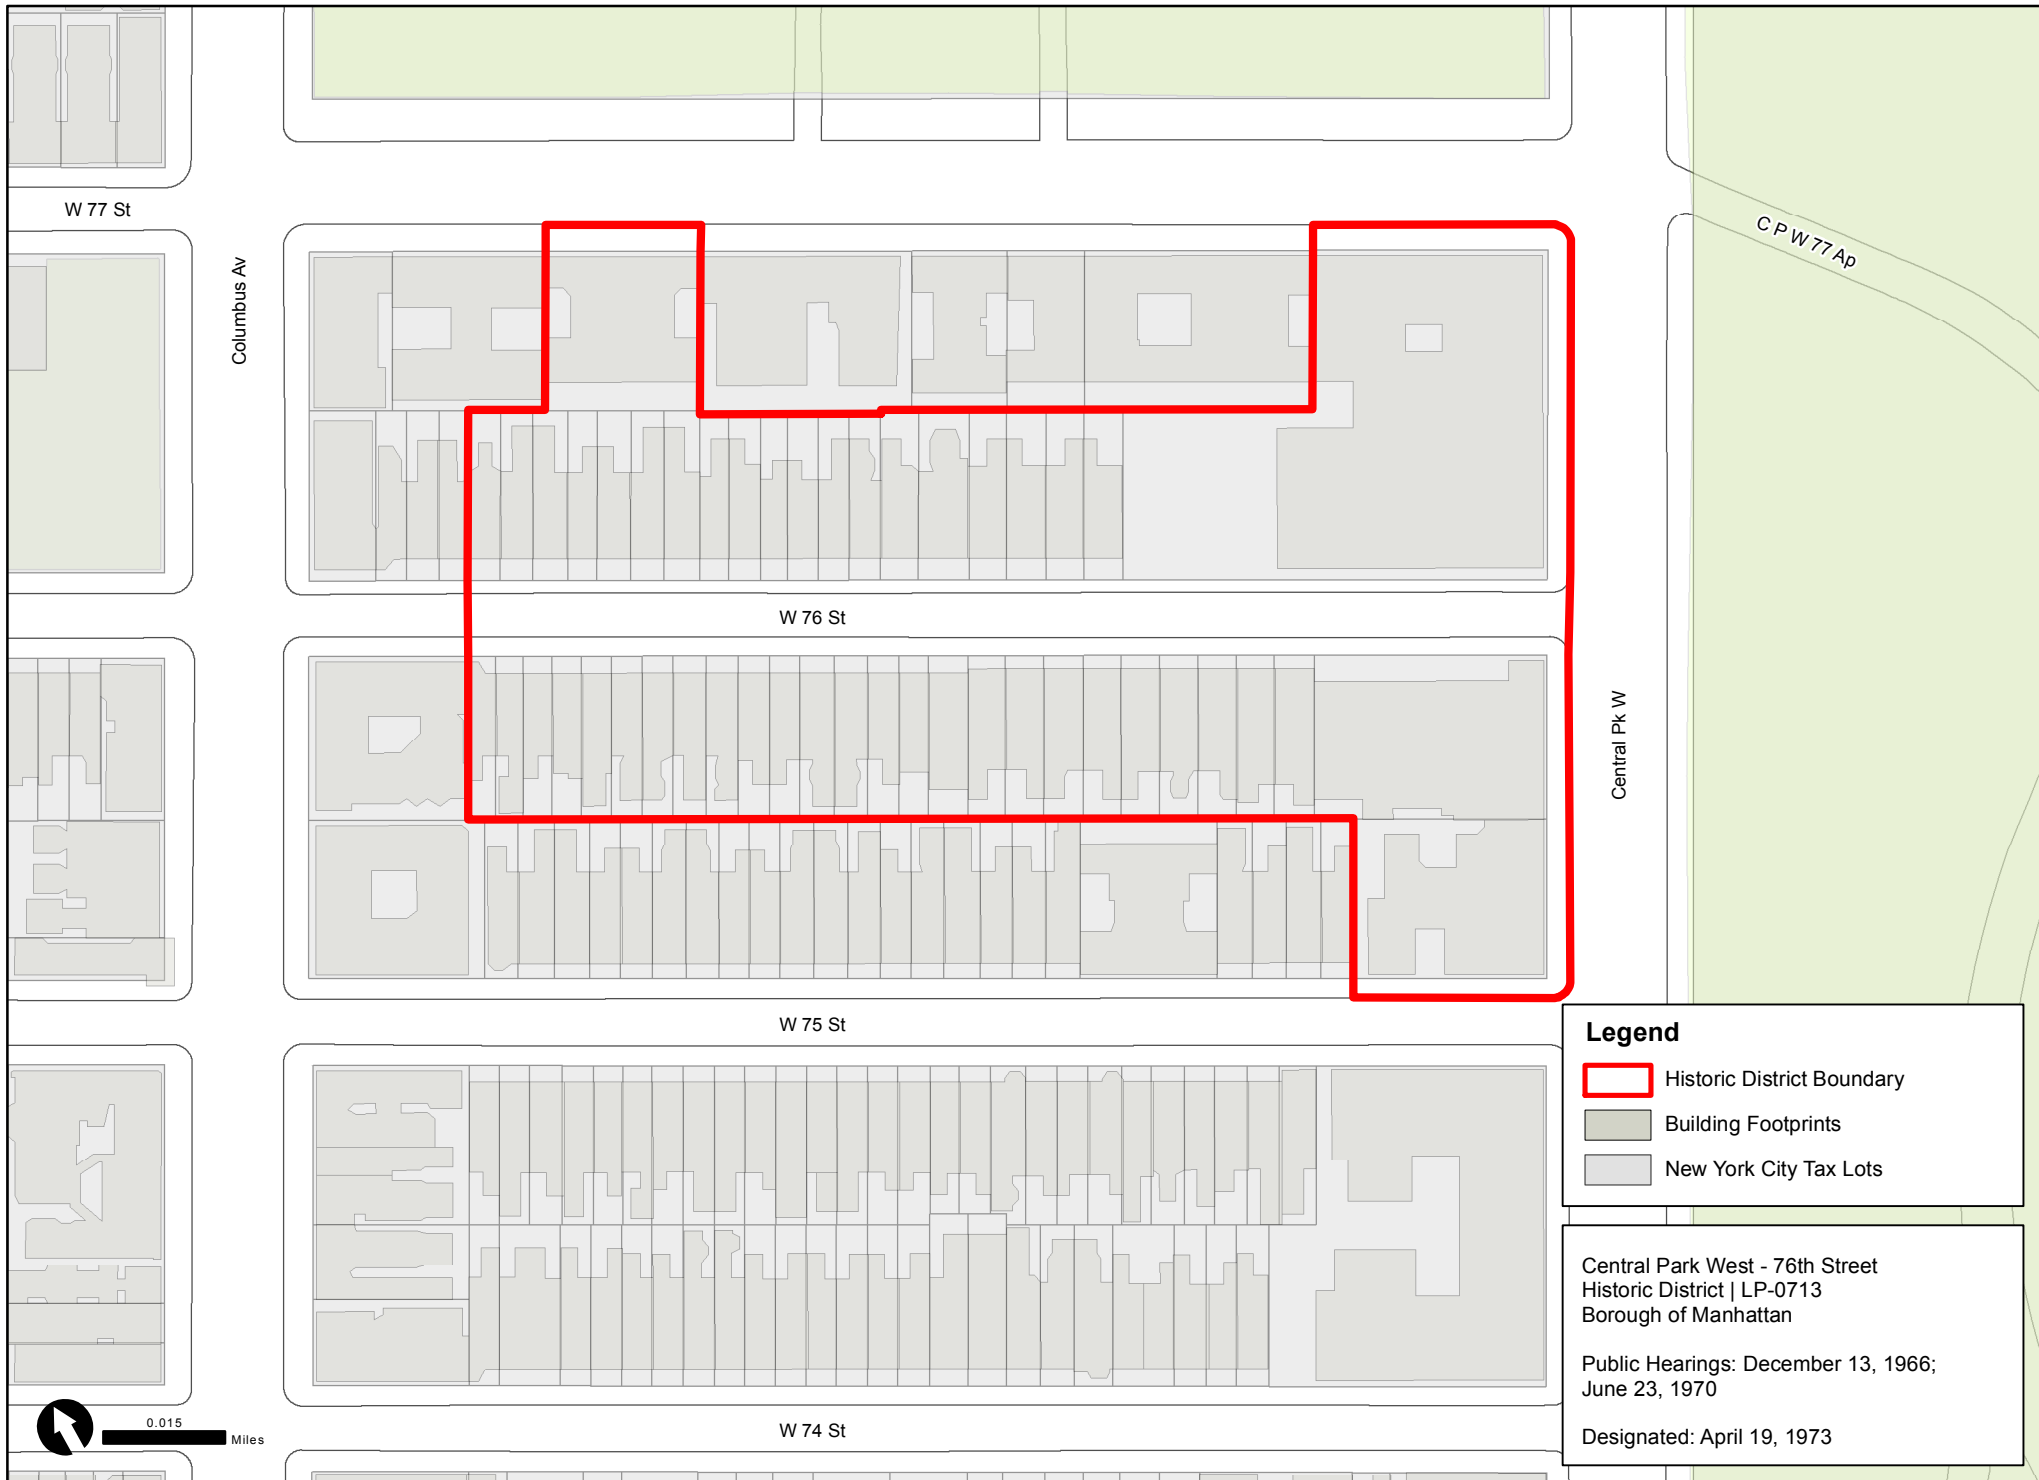 W 77 St
C P W 77 Ap
Columbus Av
W 76 St
Central Pk W
W 75 St
Legend
Historic District Boundary
Building Footprints
New York City Tax Lots
Central Park West - 76th Street
Historic District | LP-0713
Borough of Manhattan
Public Hearings: December 13, 1966;
June 23, 1970
Designated: April 19, 1973
0.015
Miles
W 74 St